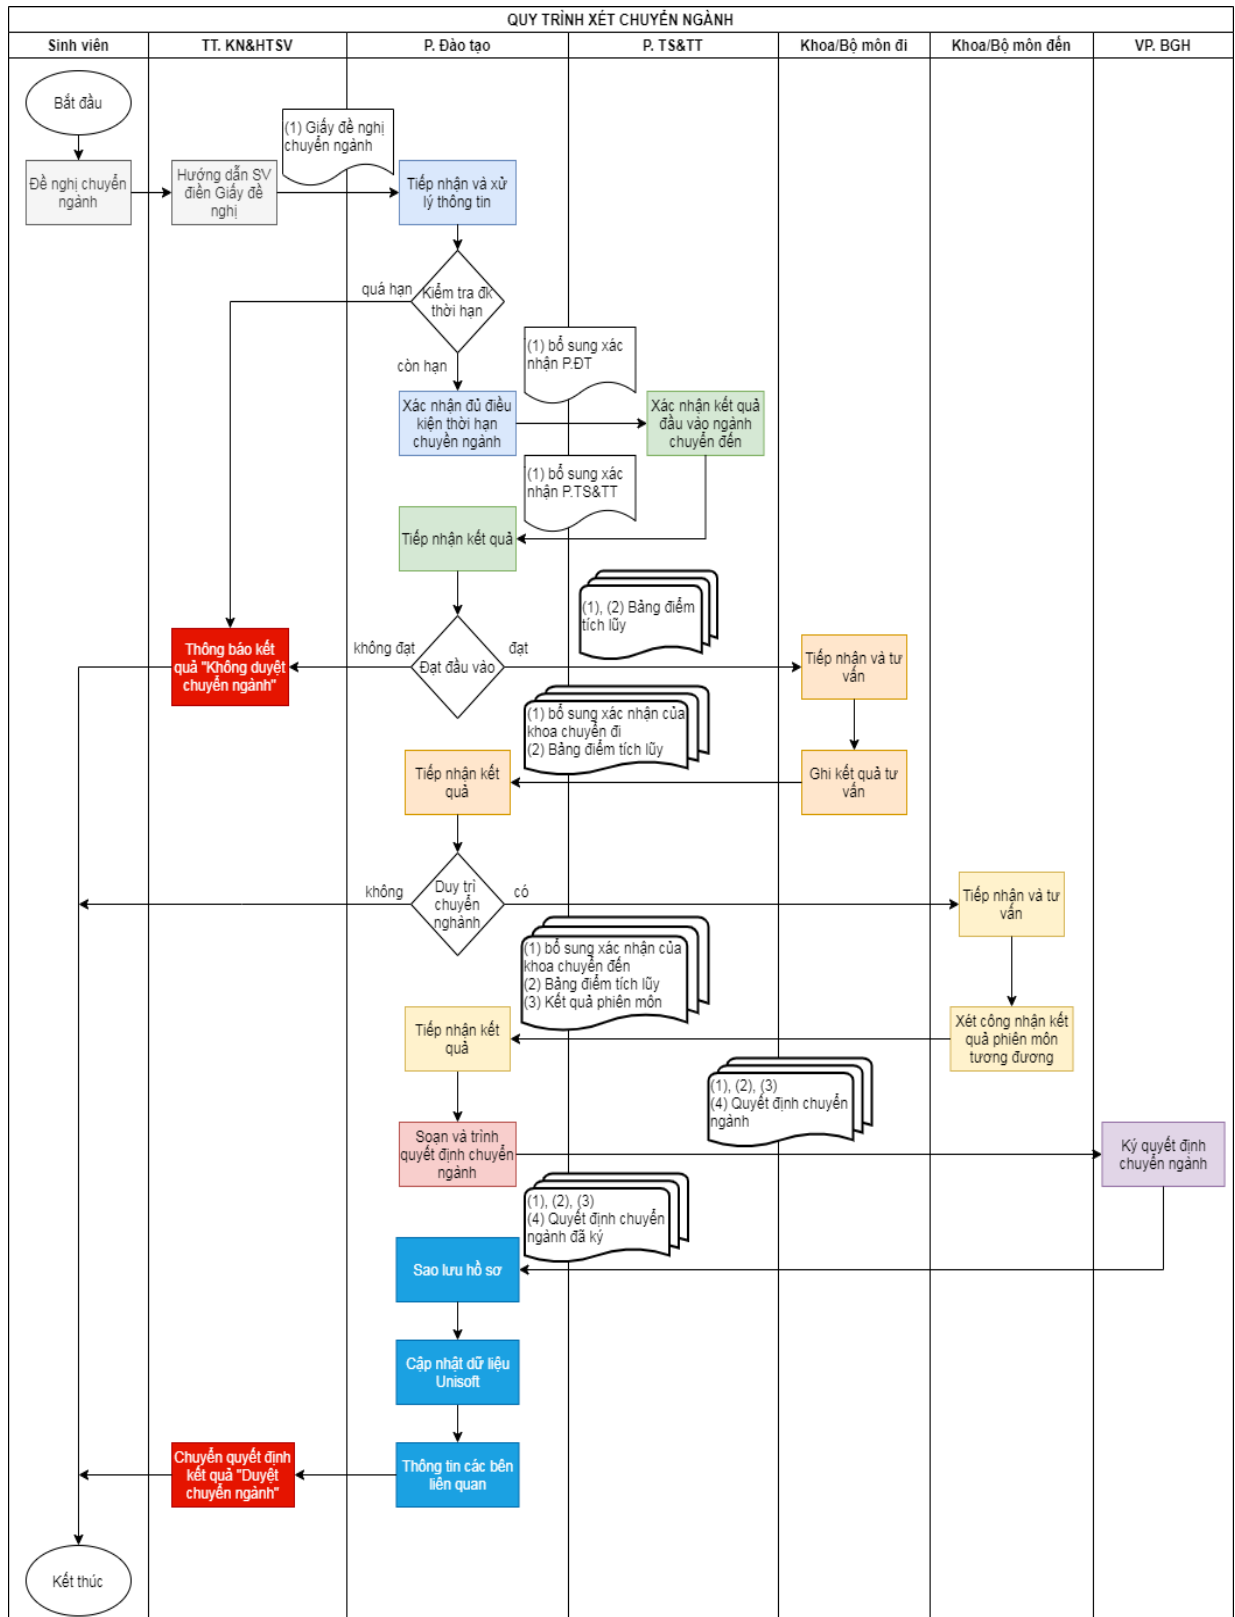 QUY TRÌNH XÉT CHUYỂN NGÀNH
Sinh viên
TT. KN&HTSV
P. Đào tạo
P. TS&TT
Khoa/Bộ môn đi
Khoa/Bộ môn đến
VP. BGH
Bắt đầu
(1) Giấy đề nghị
chuyển ngành
Đề nghị chuyển
ngành
Hướng dẫn SV
điền Giấy đề
nghị
Tiếp nhận và xử
lý thông tin
quá hạn
Kiểm tra đk
thời hạn
còn hạn
(1) bổ sung xác
nhận P.ĐT
Xác nhận đủ điều
kiện thời hạn
chuyền ngành
Xác nhận kết quả
đầu vào ngành
chuyển đến
(1) bổ sung xác
nhận P.TS&TT
Tiếp nhận kết quả
(1), (2) Bảng điểm
tích lũy
Thông báo kết
quả "Không duyệt
chuyển ngành"
không đạt
Đạt đầu vào
đạt
Tiếp nhận và tư
vấn
(1) bổ sung xác nhận của
khoa chuyển đi
(2) Bảng điểm tích lũy
Tiếp nhận kết
quả
Ghi kết quả tư
vấn
không
Duy trì
chuyển
nghành
có
Tiếp nhận và tư
vấn
(1) bổ sung xác nhận của
khoa chuyển đến
(2) Bảng điểm tích lũy
(3) Kết quả phiên môn
Tiếp nhận kết
quả
Xét công nhận kết
quả phiên môn
tương đương
(1), (2), (3)
(4) Quyết định chuyển
ngành
Soạn và trình
quyết định chuyển
ngành
Ký quyết định
chuyển ngành
(1), (2), (3)
(4) Quyết định chuyển
ngành đã ký
Sao lưu hồ sơ
Cập nhật dữ liệu
Unisoft
Chuyển quyết định
kết quả "Duyệt
chuyển ngành"
Thông tin các bên
liên quan
Kết thúc